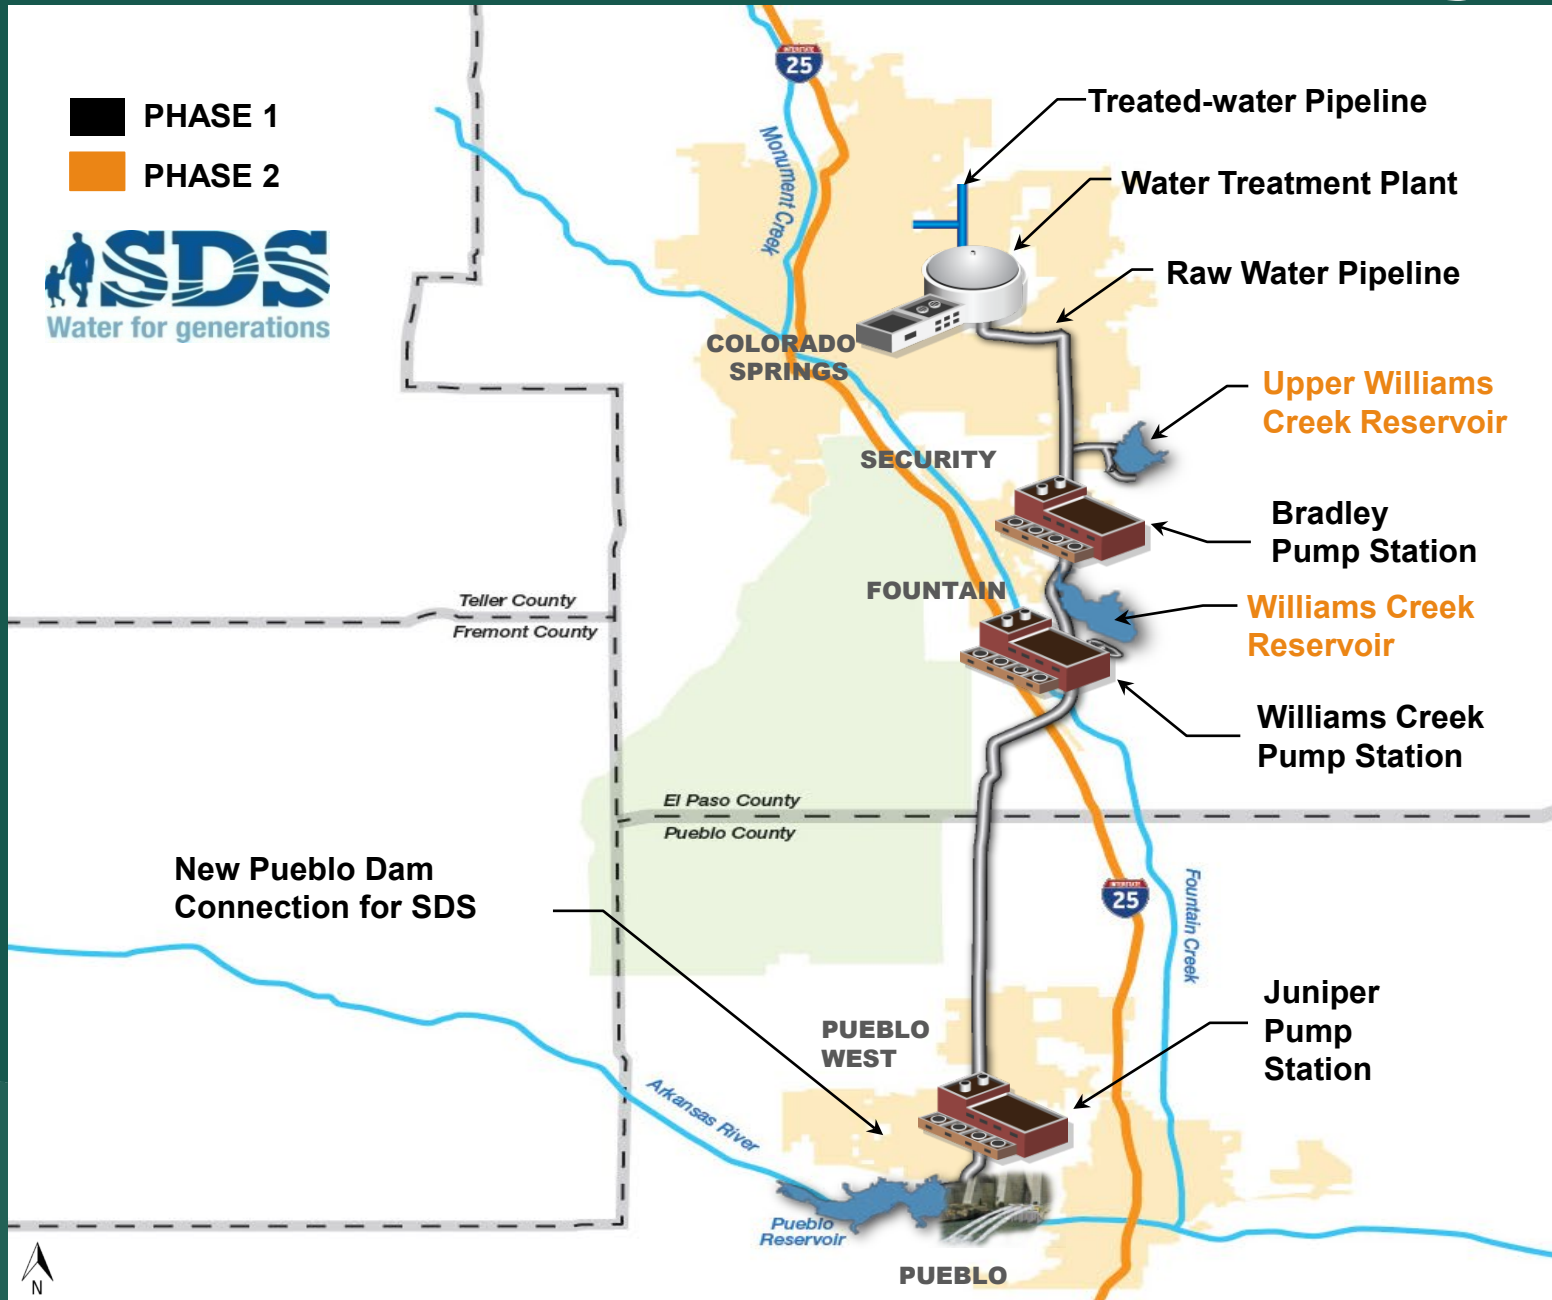 PHASE 1
PHASE 2
SDS
Water for generations
INTERSTATE
25
Monument Creek
Treated-water Pipeline
Water Treatment Plant
Raw Water Pipeline
COLORADO
SPRINGS
Upper Williams
Creek Reservoir
SECURITY
Bradley
Pump Station
FOUNTAIN
Teller County
Fremont County
Williams Creek
Reservoir
Williams Creek
Pump Station
El Paso County
Pueblo County
New Pueblo Dam
Connection for SDS
INTERSTATE
25
Fountain Creek
Juniper
Pump
Station
PUEBLO
WEST
Arkansas River
Pueblo
Reservoir
PUEBLO
N